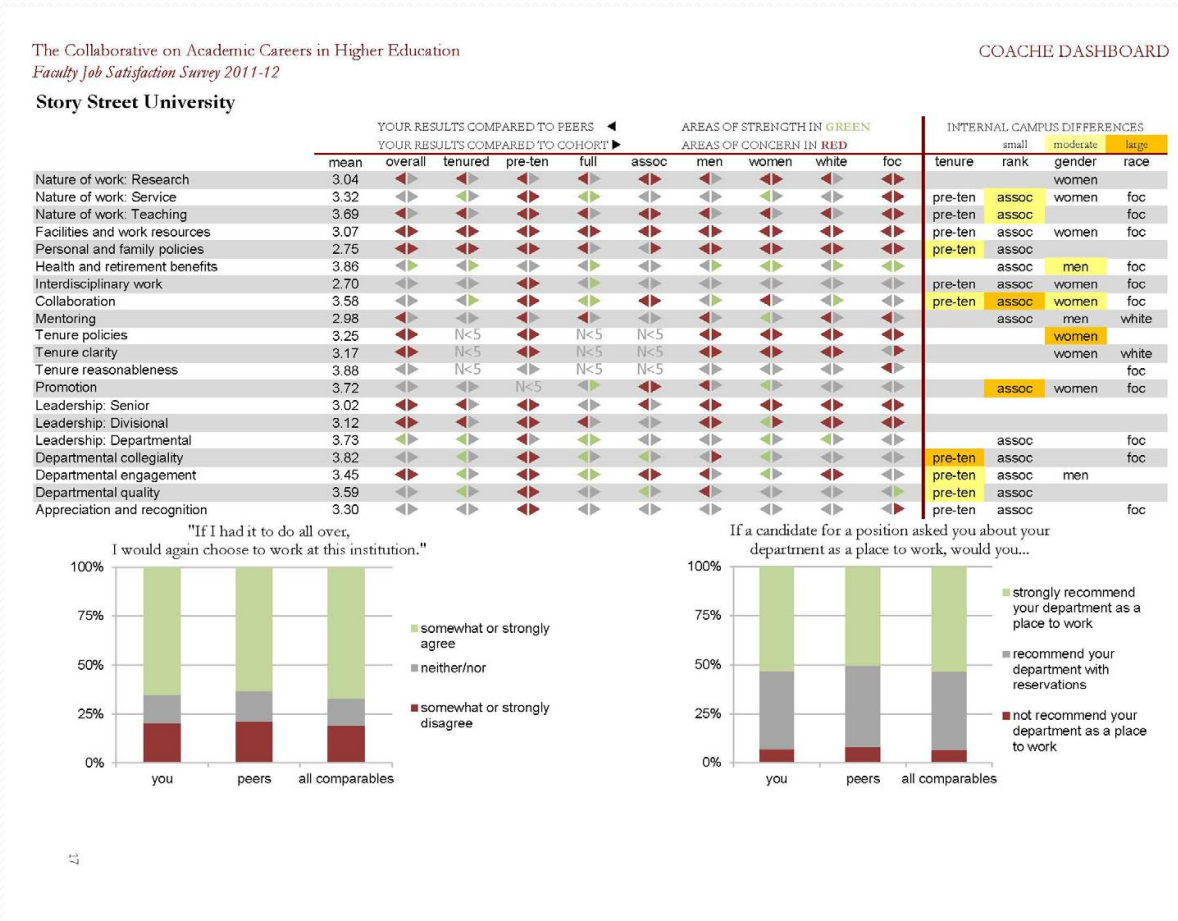 The Collaborative on Academic Careers in Higher Education
COACHE DASHBOARD
Faculty Job Satisfaction Survey 2011-12
Story Street University
YOUR RESULTS COMPARED TO PEERS ◄ AREAS OF STRENGTH IN GREEN INTERNAL CAMPUS DIFFERENCES
YOUR RESULTS COMPARED TO COHORT ► AREAS OF CONCERN IN RED small moderate large
mean overall tenured pre-ten full assoc men women white foc tenure rank gender race
Nature of work: Research 3.04 women
Nature of work: Service 3.32 pre-ten assoc women foc
Nature of work: Teaching 3.69 pre-ten assoc foc
Facilities and work resources 3.07 pre-ten assoc women foc
Personal and family policies 2.75 pre-ten assoc
Health and retirement benefits 3.86 assoc men foc
Interdisciplinary work 2.70 pre-ten assoc women foc
Collaboration 3.58 pre-ten assoc women foc
Mentoring 2.98 assoc men white
Tenure policies 3.25 N<5 N<5 N<5 women
Tenure clarity 3.17 N<5 N<5 N<5 women white
Tenure reasonableness 3.88 N<5 N<5 N<5 foc
Promotion 3.72 N<5 assoc women foc
Leadership: Senior 3.02
Leadership: Divisional 3.12
Leadership: Departmental 3.73 assoc foc
Departmental collegiality 3.82 pre-ten assoc foc
Departmental engagement 3.45 pre-ten assoc men
Departmental quality 3.59 pre-ten assoc
Appreciation and recognition 3.30 pre-ten assoc foc
"If I had it to do all over,
I would again choose to work at this institution."
100%
75%
50%
25%
0%
you peers all comparables
somewhat or strongly
agree
neither/nor
somewhat or strongly
disagree
If a candidate for a position asked you about your
department as a place to work, would you...
100%
75%
50%
25%
0%
you peers all comparables
strongly recommend
your department as a
place to work
recommend your
department with
reservations
not recommend your
department as a place
to work
17